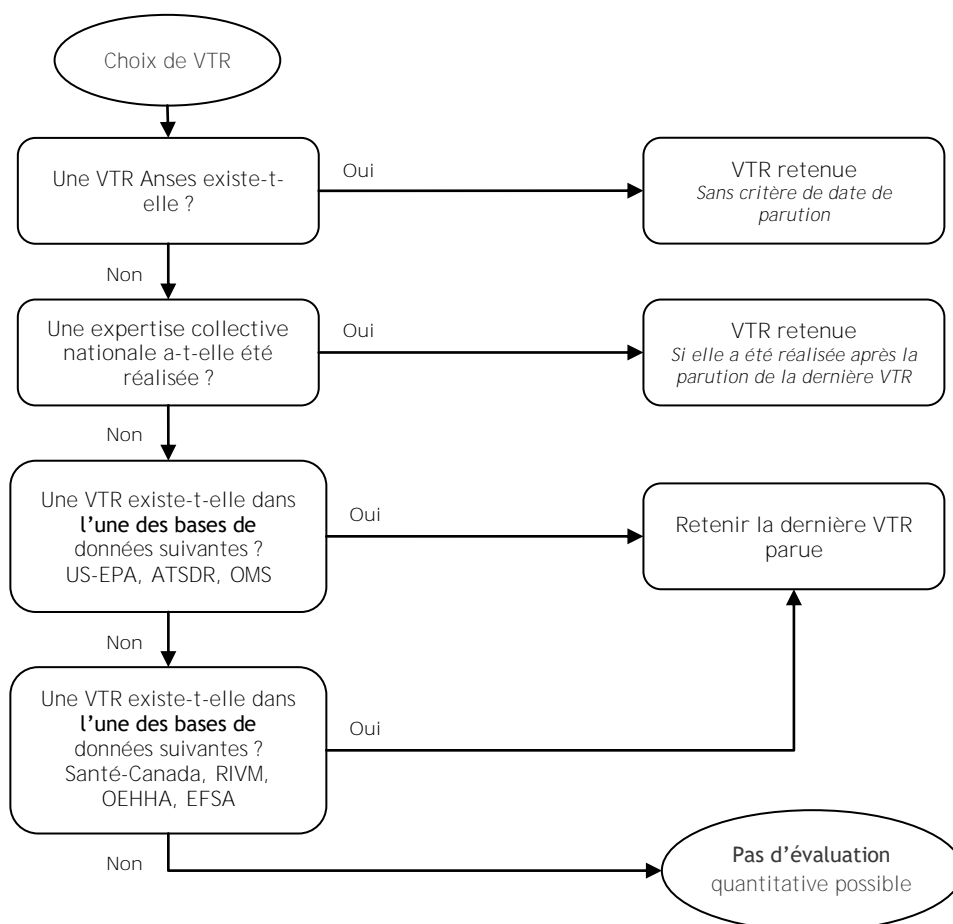 Choix de VTR
Une VTR Anses existe-t-
elle ?
Oui
VTR retenue
Sans critère de date de
parution
Non
Une expertise collective
nationale a-t-elle été
réalisée ?
Oui
VTR retenue
Si elle a été réalisée après la
parution de la dernière VTR
Non
Une VTR existe-t-elle dans
l’une des bases de
données suivantes ?
US-EPA, ATSDR, OMS
Oui
Retenir la dernière VTR
parue
Non
Une VTR existe-t-elle dans
l’une des bases de
données suivantes ?
Santé-Canada, RIVM,
OEHHA, EFSA
Oui
Non
Pas d’évaluation
quantitative possible